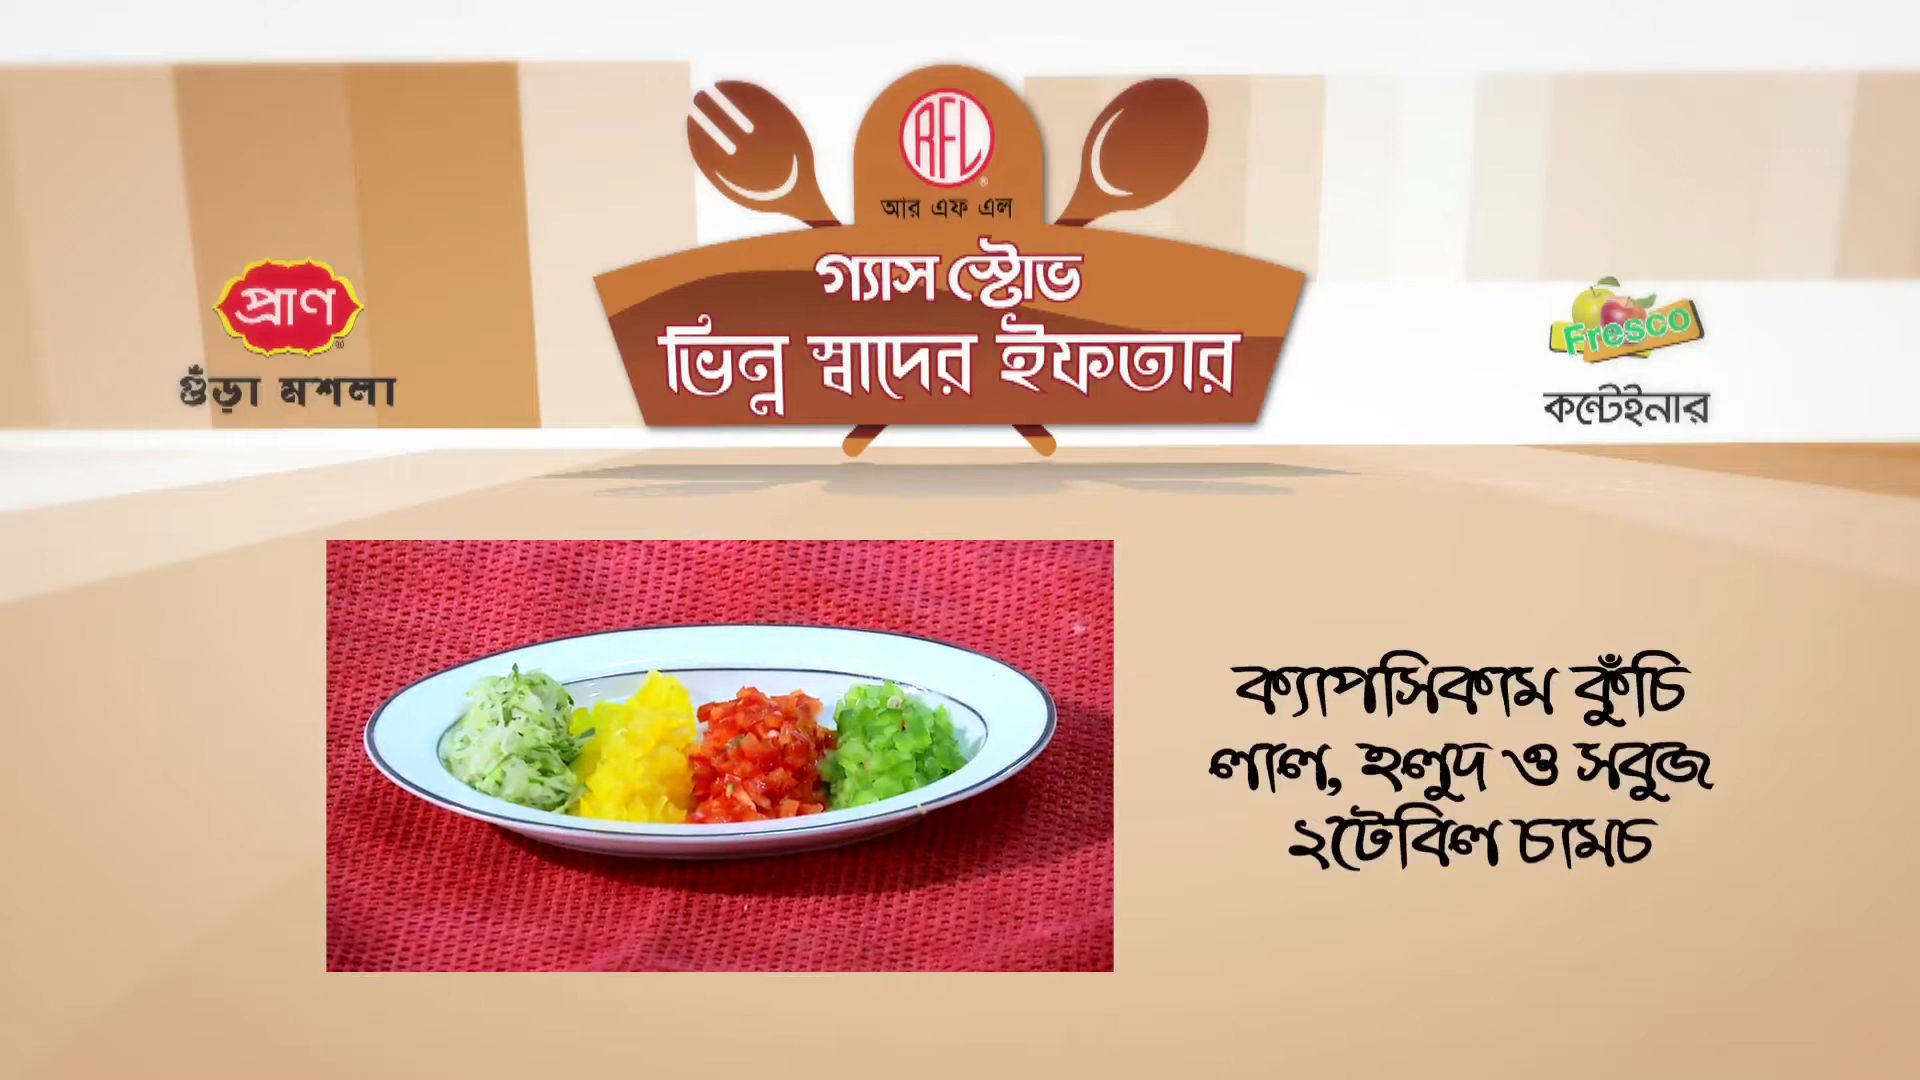 RFL
আর এফ এল
গ্যাস স্টোভ
ভিন্ন স্বাদের ইফতার
প্রাণ
গুঁড়া মশলা
Fresco
কন্টেইনার
ক্যাপসিকাম কুঁচি
লাল, হলুদ ও সবুজ
২টেবিল চামচ